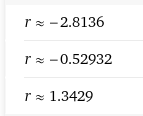 r ≈ −2.8136
r ≈ −0.52932
r ≈ 1.3429